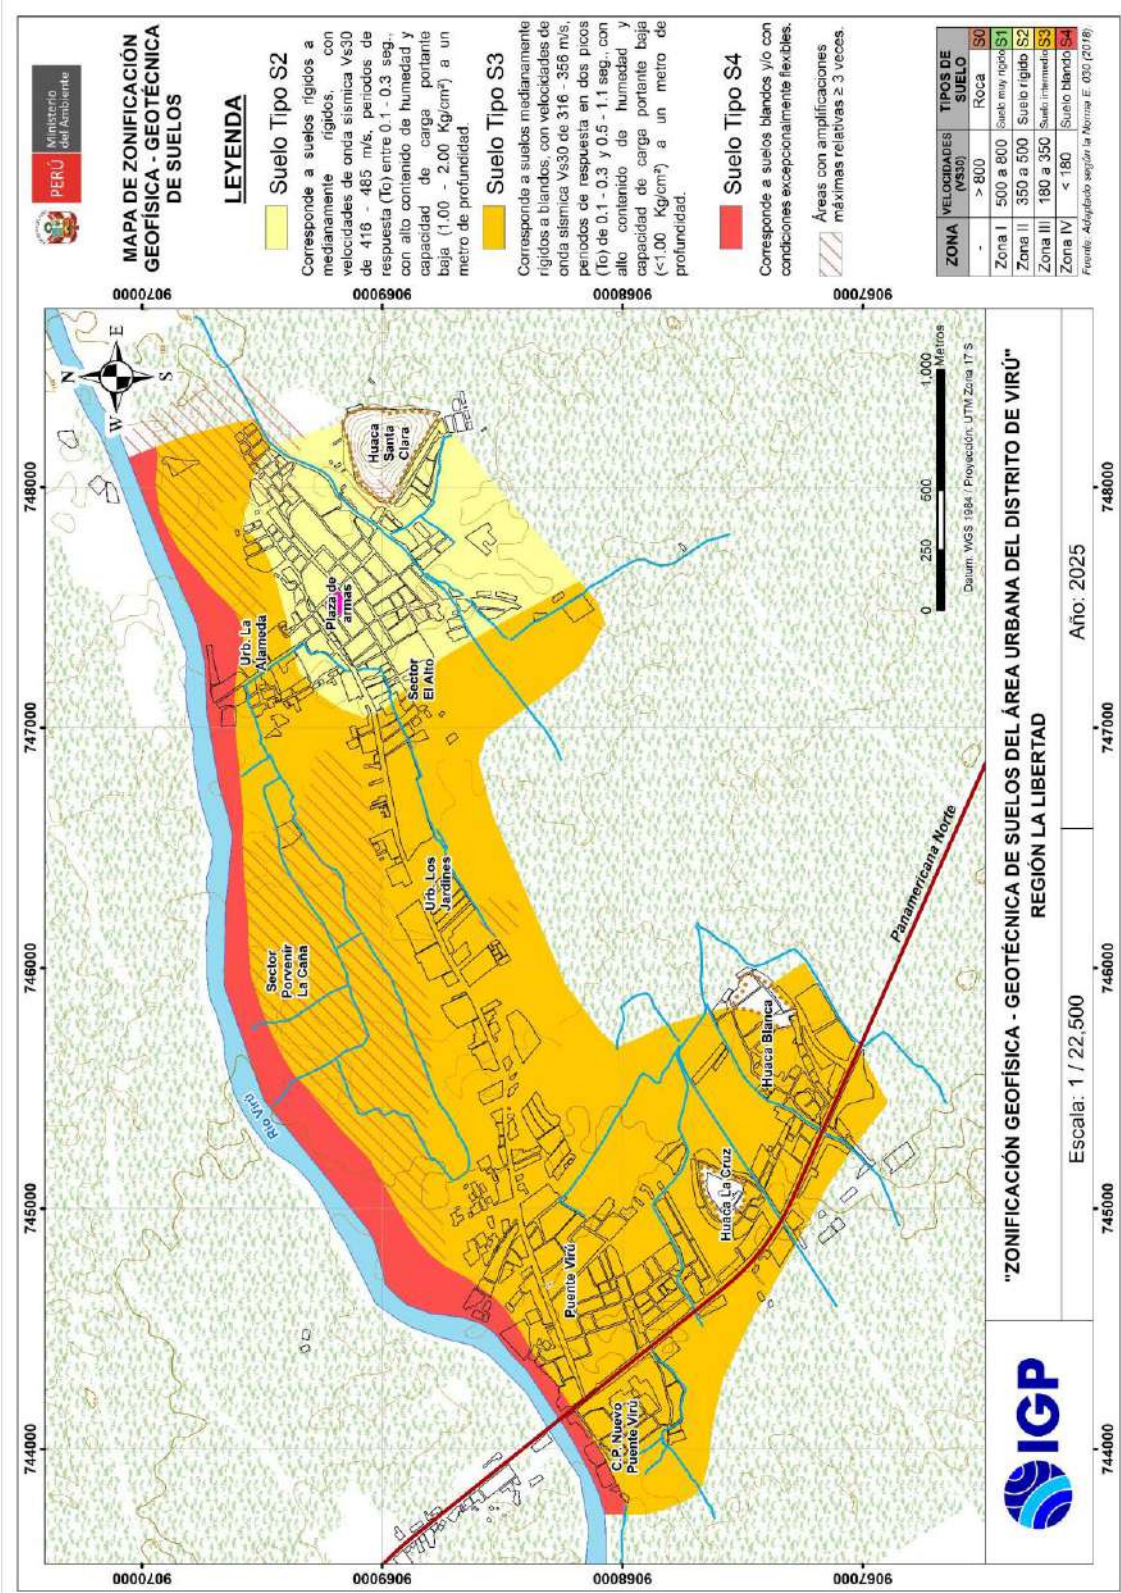 PERÚ
Ministerio
del Ambiente
MAPA DE ZONIFICACIÓN
GEOFÍSICA - GEOTÉCNICA
DE SUELOS
LEYENDA
Suelo Tipo S2
Corresponde a suelos rígidos a
medianamente rígidos, con
velocidades de onda sísmica Vs30
de 416 - 485 m/s, periodos de
respuesta (To) entre 0.1 - 0.3 seg.,
con alto contenido de humedad y
capacidad de carga portante
baja (1.00 - 2.00 Kg/cm²) a un
metro de profundidad.
Suelo Tipo S3
Corresponde a suelos medianamente
rígidos a blandos, con velocidades de
onda sísmica Vs30 de 316 - 356 m/s,
periodos de respuesta en dos picos
(To) de 0.1 - 0.3 y 0.5 - 1.1 seg., con
alto contenido de humedad y
capacidad de carga portante baja
(<1.00 Kg/cm²) a un metro de
profundidad.
Suelo Tipo S4
Corresponde a suelos blandos y/o con
condiciones excepcionalmente flexibles.
Áreas con amplificaciones
máximas relativas ≥ 3 veces.
ZONA VELOCIDADES (VS30) TIPOS DE SUELO
- > 800 Roca S0
Zona I 500 a 800 Suelo muy rígido S1
Zona II 350 a 500 Suelo rígido S2
Zona III 180 a 350 Suelo intermedio S3
Zona IV < 180 Suelo blando S4
Fuente: Adaptado según la Norma E. 030 (2018)
744000
745000
746000
747000
748000
9070000
9069000
9068000
9067000
N
W
E
S
Río Virú
Sector
Porvenir
La Caña
Urb. La
Alameda
Plaza de
armas
Huaca
Santa
Clara
Sector
El Alto
Urb. Los
Jardines
Puente Virú
C.P. Nuevo
Puente Virú
Huaca La Cruz
Huaca Blanca
Panamericana Norte
0 250 500 1,000
Metros
Datum: WGS 1984 / Proyección: UTM Zona 17 S
9070000
9069000
9068000
9067000
744000
745000
746000
747000
748000
IGP
"ZONIFICACIÓN GEOFÍSICA - GEOTÉCNICA DE SUELOS DEL ÁREA URBANA DEL DISTRITO DE VIRÚ"
REGIÓN LA LIBERTAD
Escala: 1 / 22,500
Año: 2025